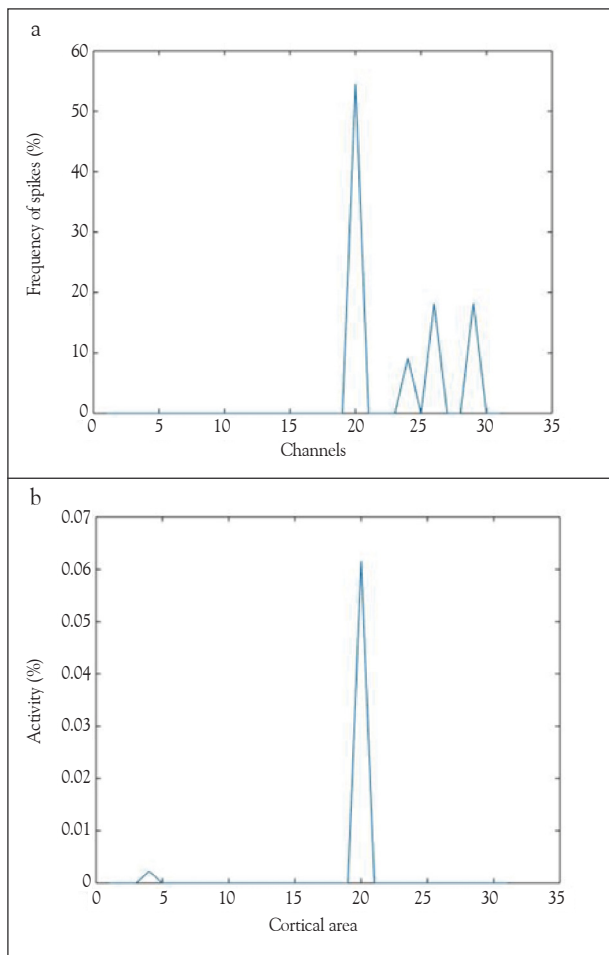 a
60
50
40
30
20
10
0
Frequency of spikes (%)
0 5 10 15 20 25 30 35
Channels
b
0.07
0.06
0.05
0.04
0.03
0.02
0.01
0
Activity (%)
0 5 10 15 20 25 30 35
Cortical area